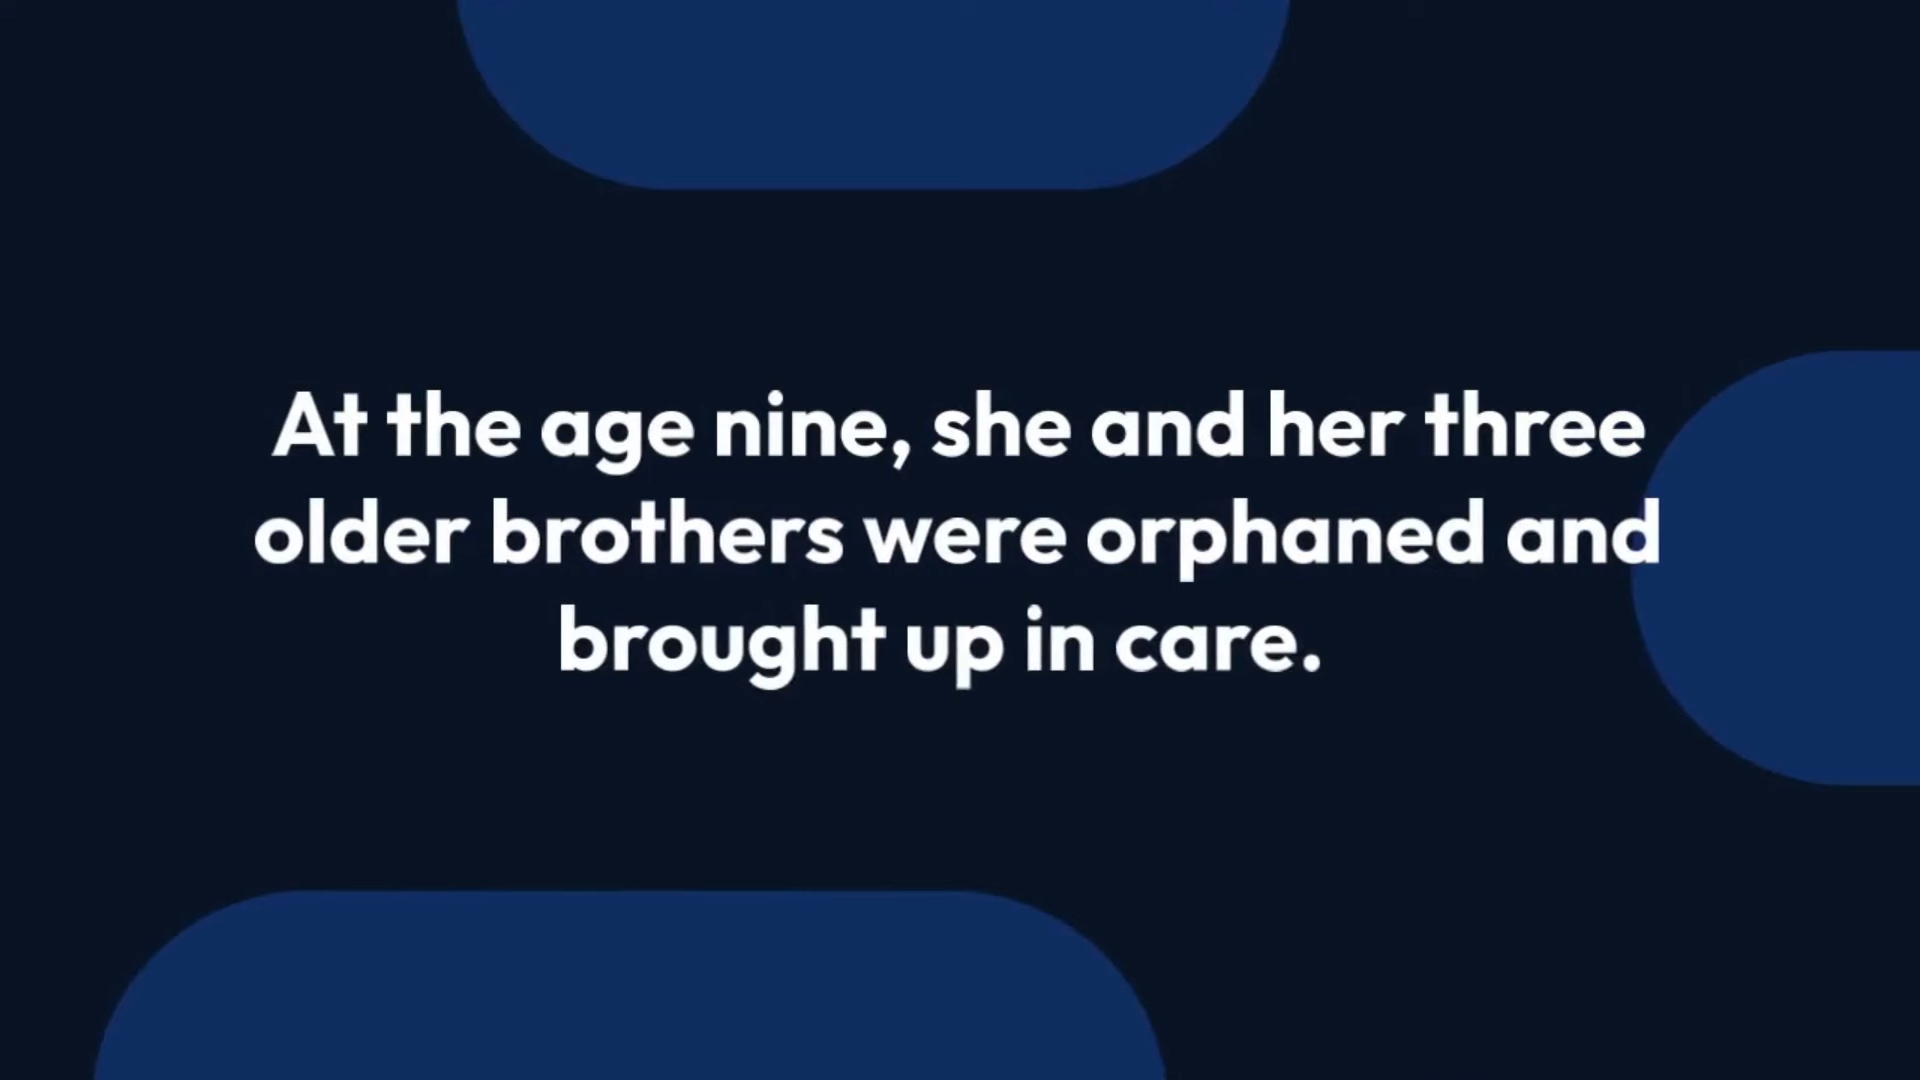 At the age nine, she and her three
older brothers were orphaned and
brought up in care.